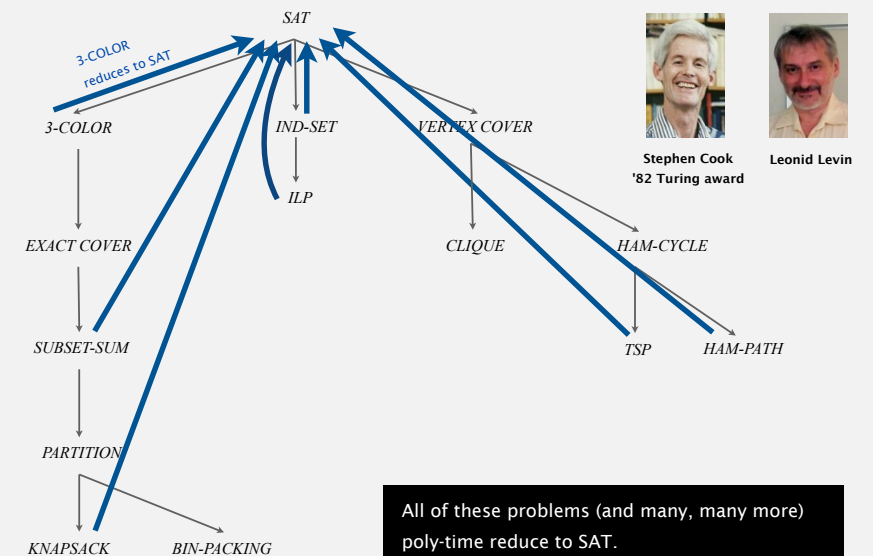 SAT
3-COLOR
reduces to SAT
3-COLOR
IND-SET
VERTEX COVER
Stephen Cook
'82 Turing award
Leonid Levin
ILP
EXACT COVER
CLIQUE
HAM-CYCLE
SUBSET-SUM
TSP
HAM-PATH
PARTITION
KNAPSACK
BIN-PACKING
All of these problems (and many, many more)
poly-time reduce to SAT.